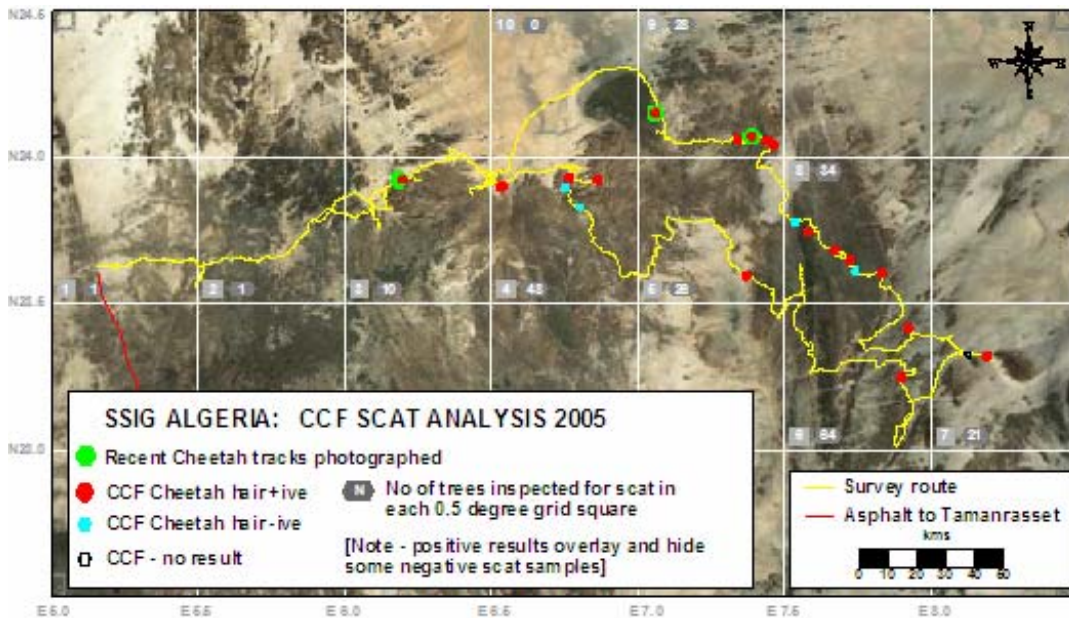 N24.5
10 0
9 28
N
W E
S
N24.0
8 84
1 1
2 1
3 10
4 48
5 28
N23.5
6 84
7 21
N23.0
SSIG ALGERIA: CCF SCAT ANALYSIS 2005
Recent Cheetah tracks photographed
CCF Cheetah hair+ive
CCF Cheetah hair-ive
CCF - no result
N No of trees inspected for scat in
each 0.5 degree grid square
[Note - positive results overlay and hide
some negative scat samples]
Survey route
Asphalt to Tamanrasset
kms
0 10 20 30 40 50
E5.0 E5.5 E6.0 E6.5 E7.0 E7.5 E8.0